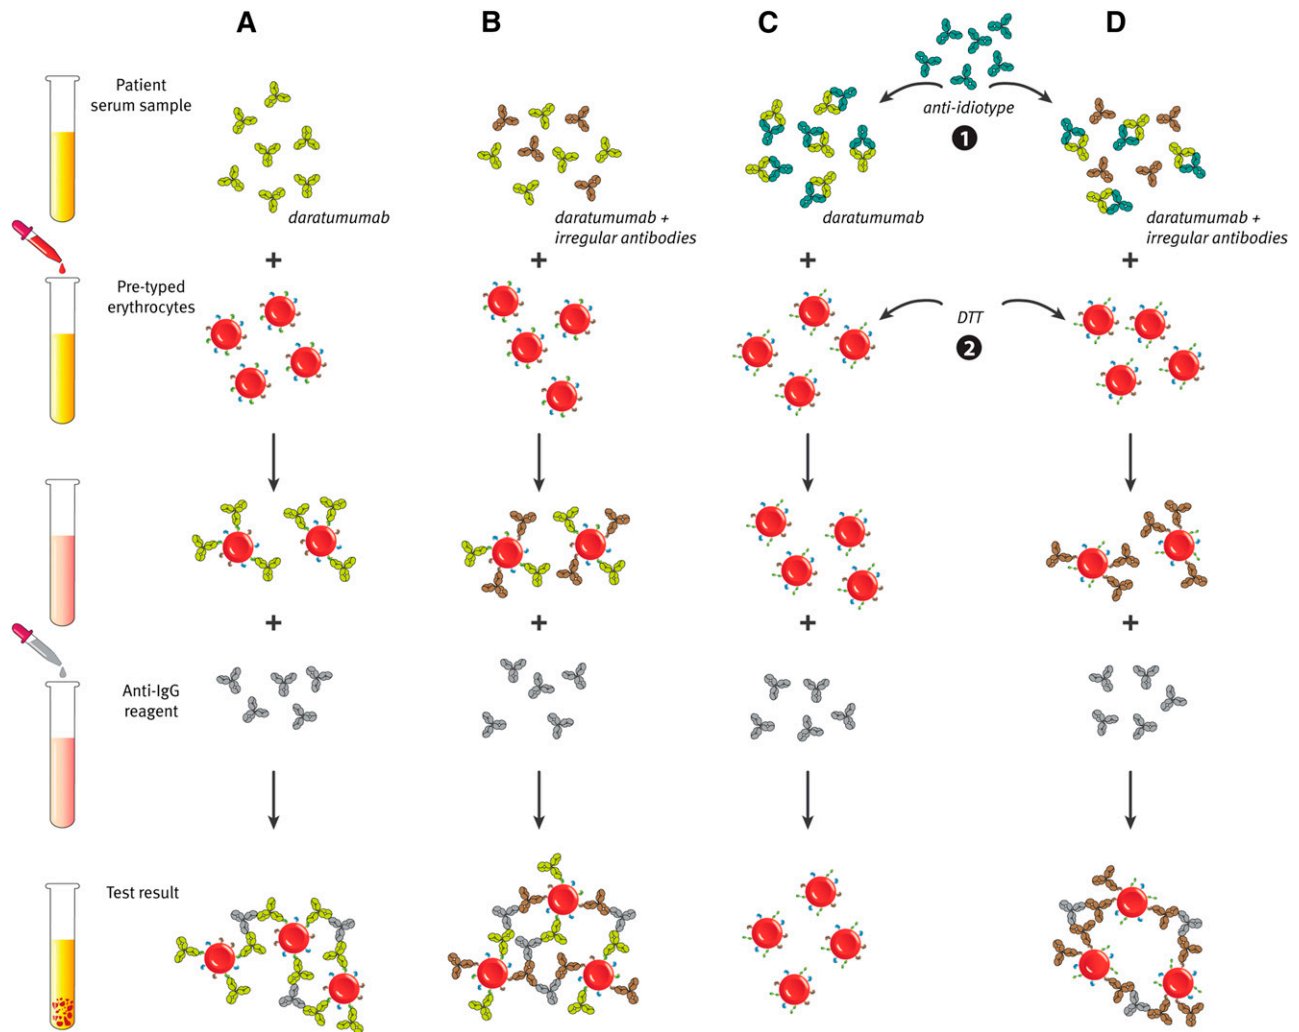 A
B
C
D
Patient
serum sample
anti-idiotype
1
daratumumab
daratumumab +
irregular antibodies
daratumumab
daratumumab +
irregular antibodies
+
+
+
+
Pre-typed
erythrocytes
DTT
2
+
+
+
+
Anti-IgG
reagent
Test result